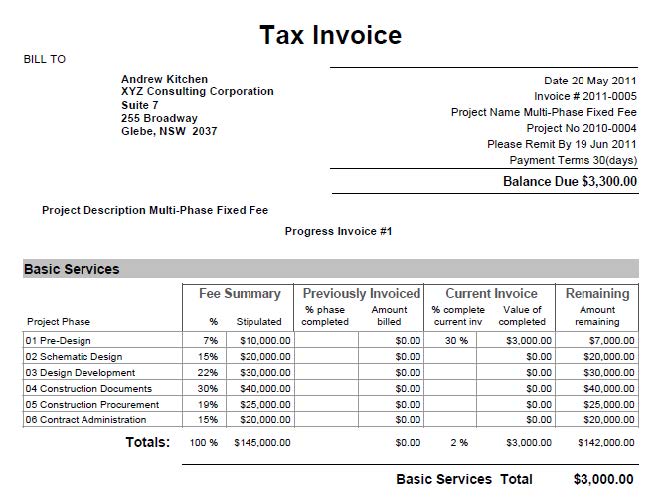 Tax Invoice
BILL TO
Andrew Kitchen
XYZ Consulting Corporation
Suite 7
255 Broadway
Glebe, NSW 2037
Date 20 May 2011
Invoice # 2011-0005
Project Name Multi-Phase Fixed Fee
Project No 2010-0004
Please Remit By 19 Jun 2011
Payment Terms 30(days)
Balance Due $3,300.00
Project Description Multi-Phase Fixed Fee
Progress Invoice #1
Basic Services
Fee Summary Previously Invoiced Current Invoice Remaining
% phase Amount % complete Value of Amount
Project Phase % Stipulated completed billed current inv completed remaining
01 Pre-Design 7% $10,000.00 $0.00 30 % $3,000.00 $7,000.00
02 Schematic Design 15% $20,000.00 $0.00 $0.00 $20,000.00
03 Design Development 22% $30,000.00 $0.00 $0.00 $30,000.00
04 Construction Documents 30% $40,000.00 $0.00 $0.00 $40,000.00
05 Construction Procurement 19% $25,000.00 $0.00 $0.00 $25,000.00
06 Contract Administration 15% $20,000.00 $0.00 $0.00 $20,000.00
Totals: 100 % $145,000.00 $0.00 2 % $3,000.00 $142,000.00
Basic Services Total $3,000.00